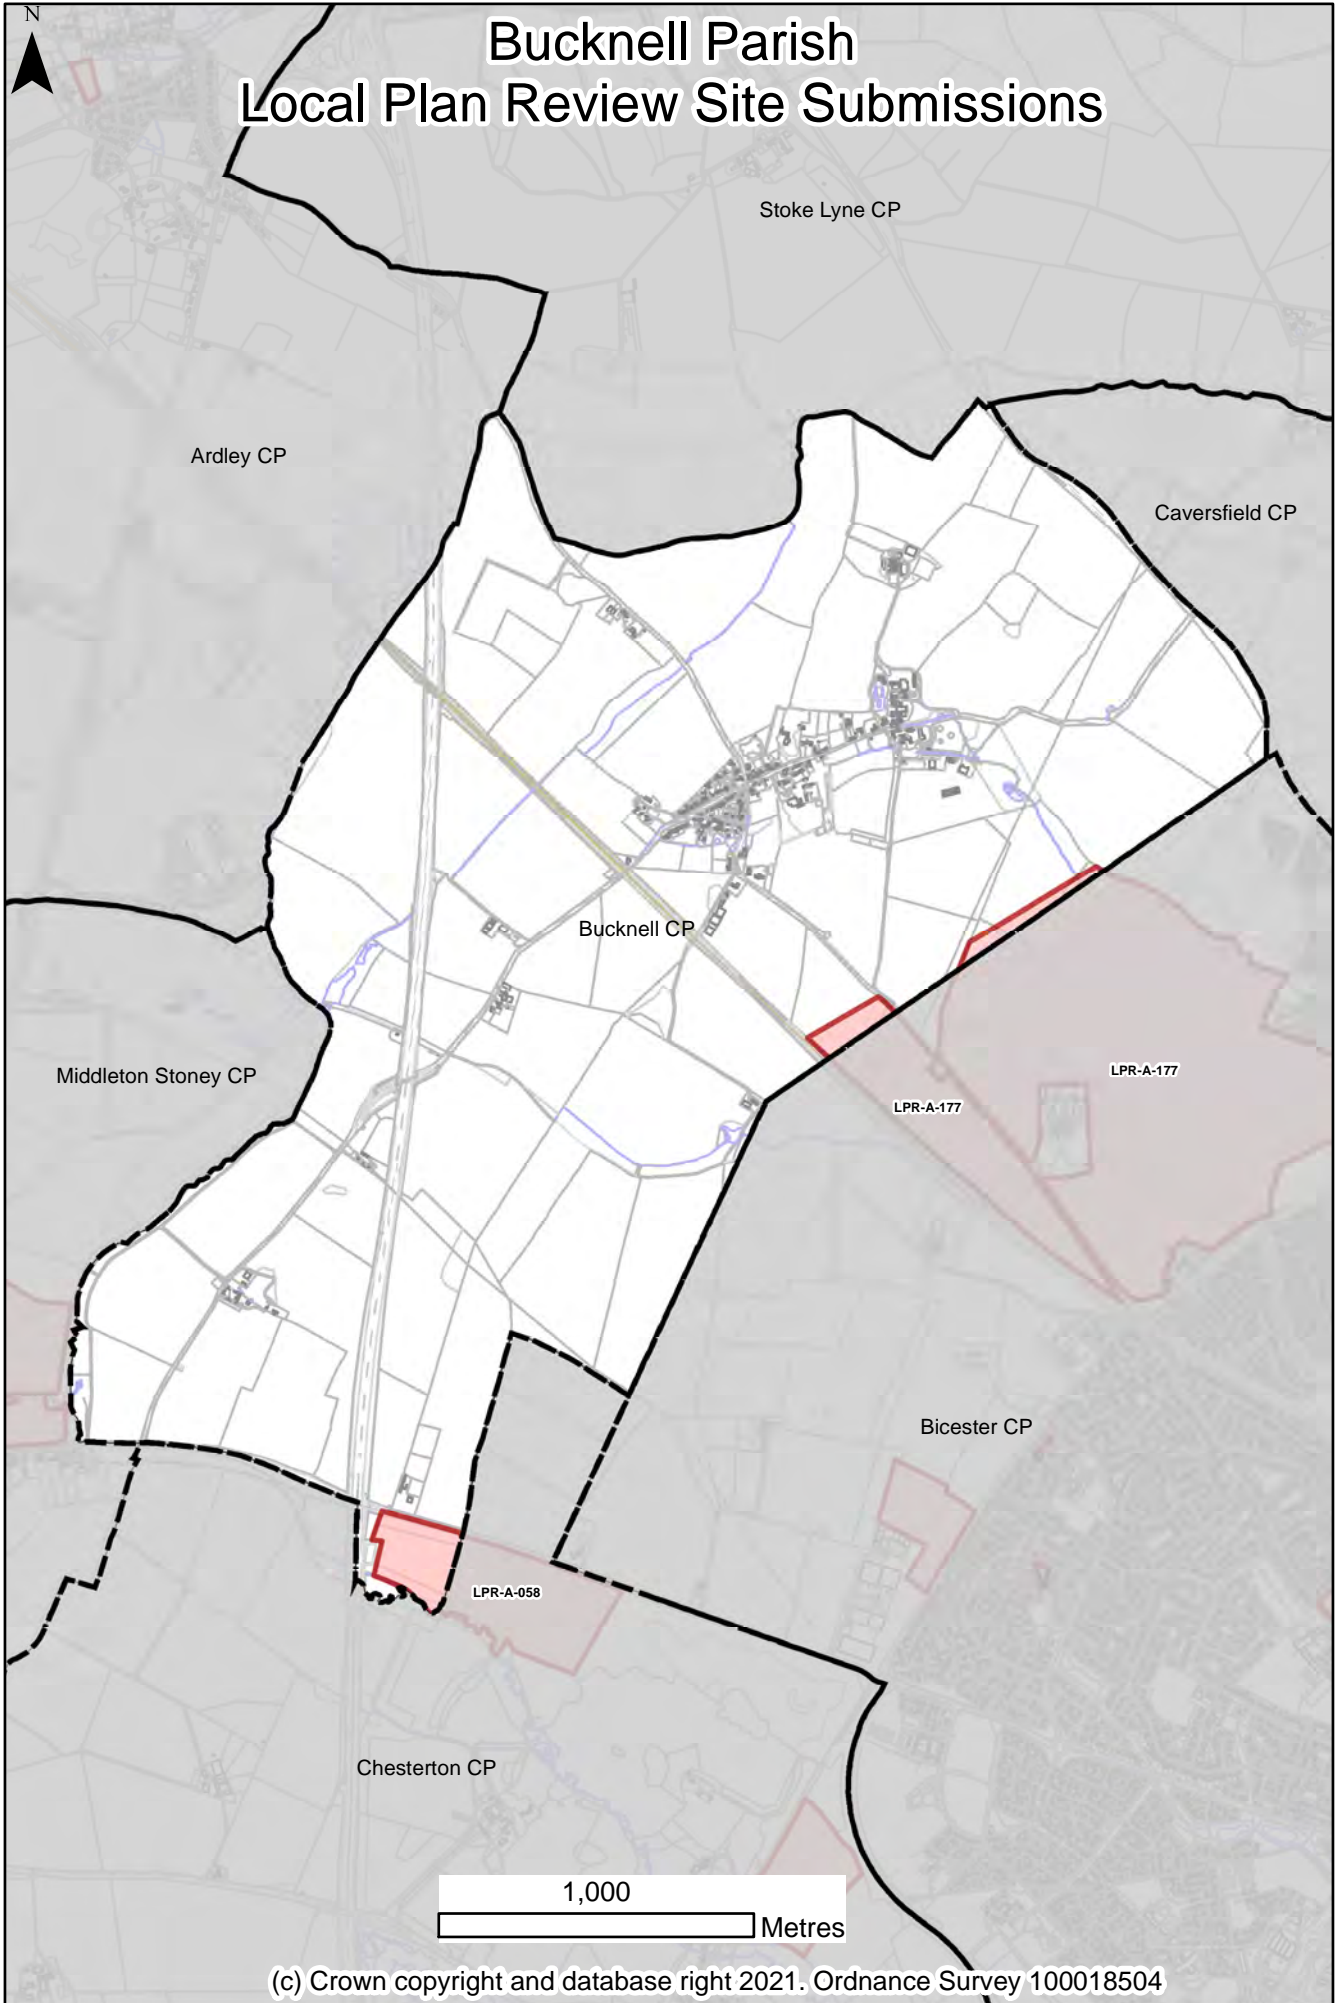 N
Bucknell Parish
Local Plan Review Site Submissions
Stoke Lyne CP
Ardley CP
Caversfield CP
Bucknell CP
Middleton Stoney CP
LPR-A-177
LPR-A-177
Bicester CP
LPR-A-058
Chesterton CP
1,000
Metres
(c) Crown copyright and database right 2021. Ordnance Survey 100018504